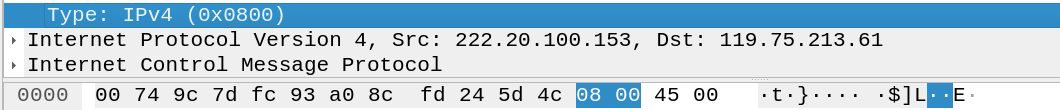 Type: IPv4 (0x0800)
Internet Protocol Version 4, Src: 222.20.100.153, Dst: 119.75.213.61
Internet Control Message Protocol
0000 00 74 9c 7d fc 93 a0 8c fd 24 5d 4c 08 00 45 00 ·t·}···· ·$]L··E·